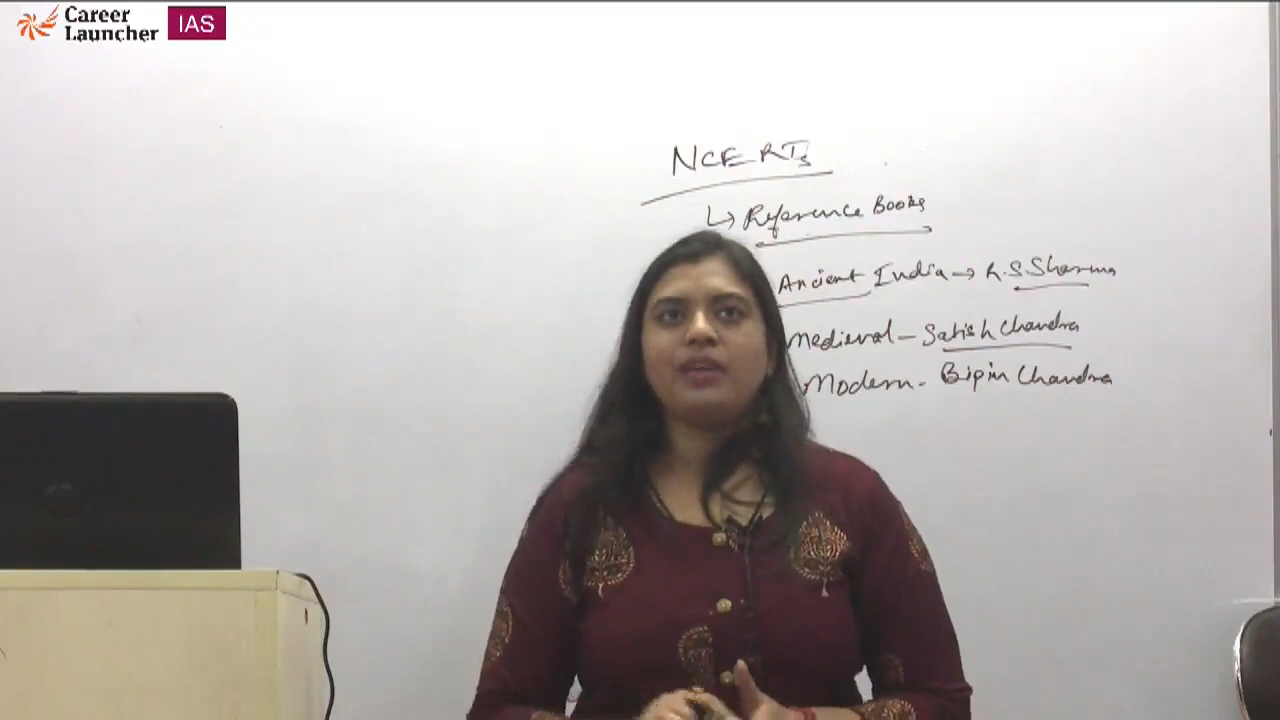 Career
Launcher
IAS
NCERTs
↳ Reference Books
Ancient India → R.S. Sharma
Medieval - Satish Chandra
Modern - Bipin Chandra